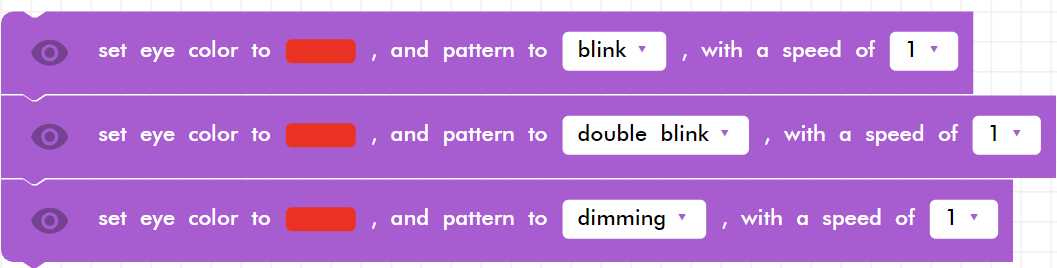 set eye color to , and pattern to blink , with a speed of 1
set eye color to , and pattern to double blink , with a speed of 1
set eye color to , and pattern to dimming , with a speed of 1